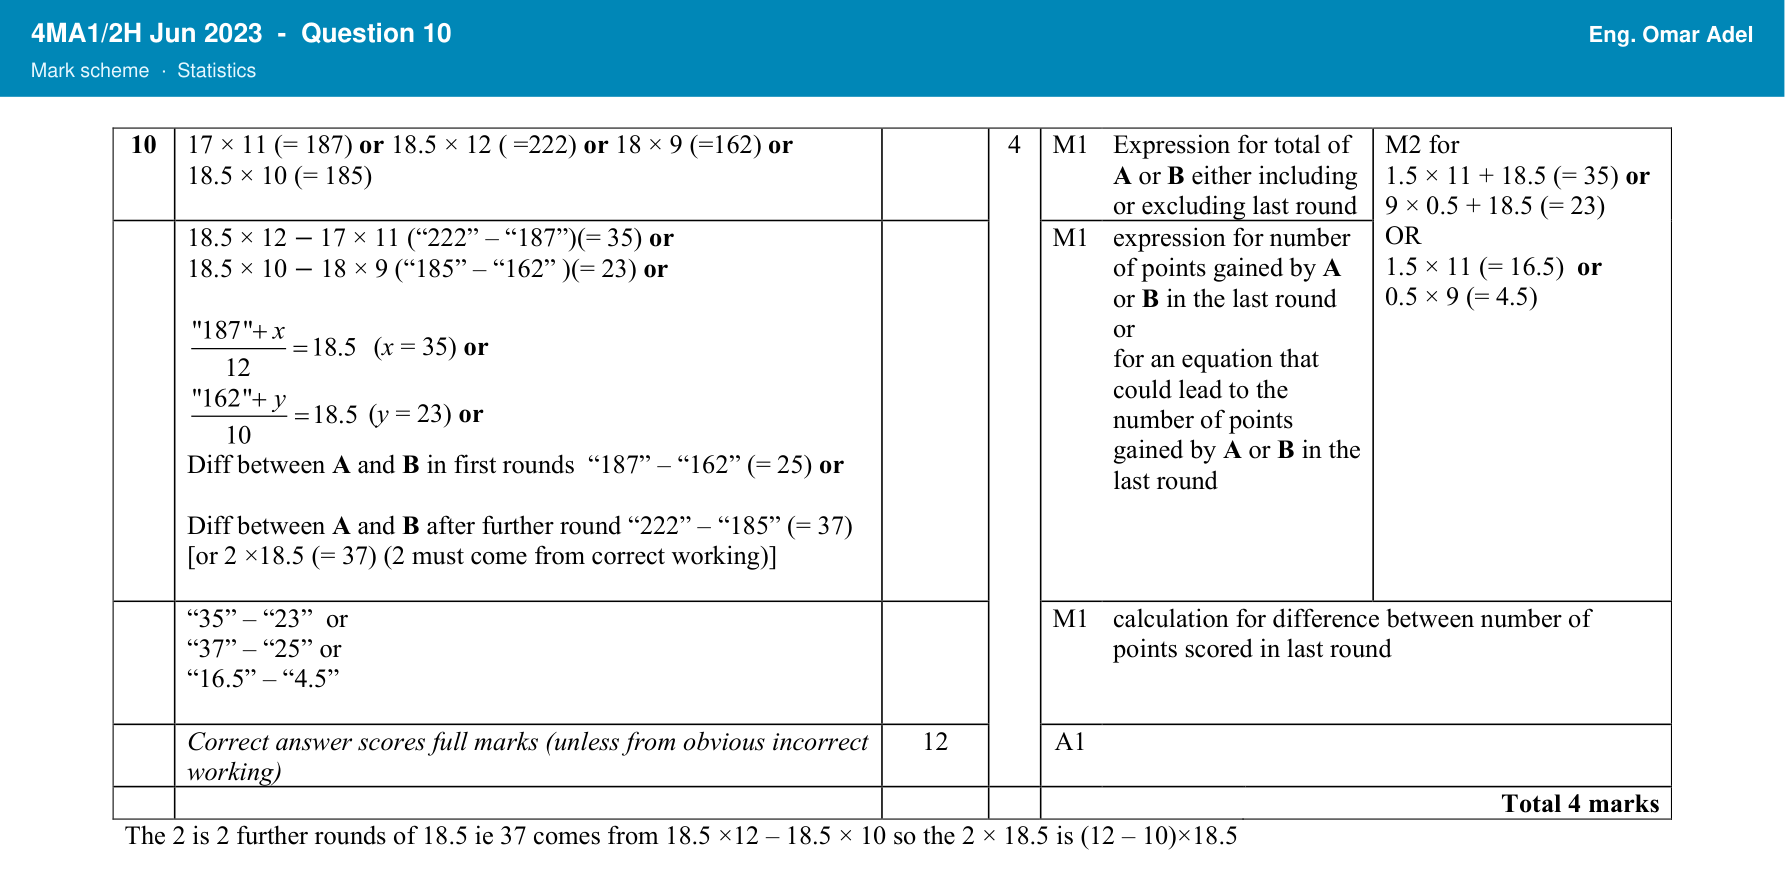 4MA1/2H Jun 2023 - Question 10
Eng. Omar Adel
Mark scheme · Statistics
10
17 × 11 (= 187) or 18.5 × 12 ( =222) or 18 × 9 (=162) or
18.5 × 10 (= 185)
4
M1
Expression for total of
A or B either including
or excluding last round
M2 for
1.5 × 11 + 18.5 (= 35) or
9 × 0.5 + 18.5 (= 23)
OR
1.5 × 11 (= 16.5) or
0.5 × 9 (= 4.5)
18.5 × 12 − 17 × 11 (“222” – “187”)(= 35) or
18.5 × 10 − 18 × 9 (“185” – “162” )(= 23) or
"187"+ x
12
=18.5 (x = 35) or
"162"+ y
10
=18.5 (y = 23) or
Diff between A and B in first rounds “187” – “162” (= 25) or
Diff between A and B after further round “222” – “185” (= 37)
[or 2 ×18.5 (= 37) (2 must come from correct working)]
M1
expression for number
of points gained by A
or B in the last round
or
for an equation that
could lead to the
number of points
gained by A or B in the
last round
“35” – “23” or
“37” – “25” or
“16.5” – “4.5”
M1
calculation for difference between number of
points scored in last round
Correct answer scores full marks (unless from obvious incorrect
working)
12
A1
Total 4 marks
The 2 is 2 further rounds of 18.5 ie 37 comes from 18.5 ×12 – 18.5 × 10 so the 2 × 18.5 is (12 – 10)×18.5